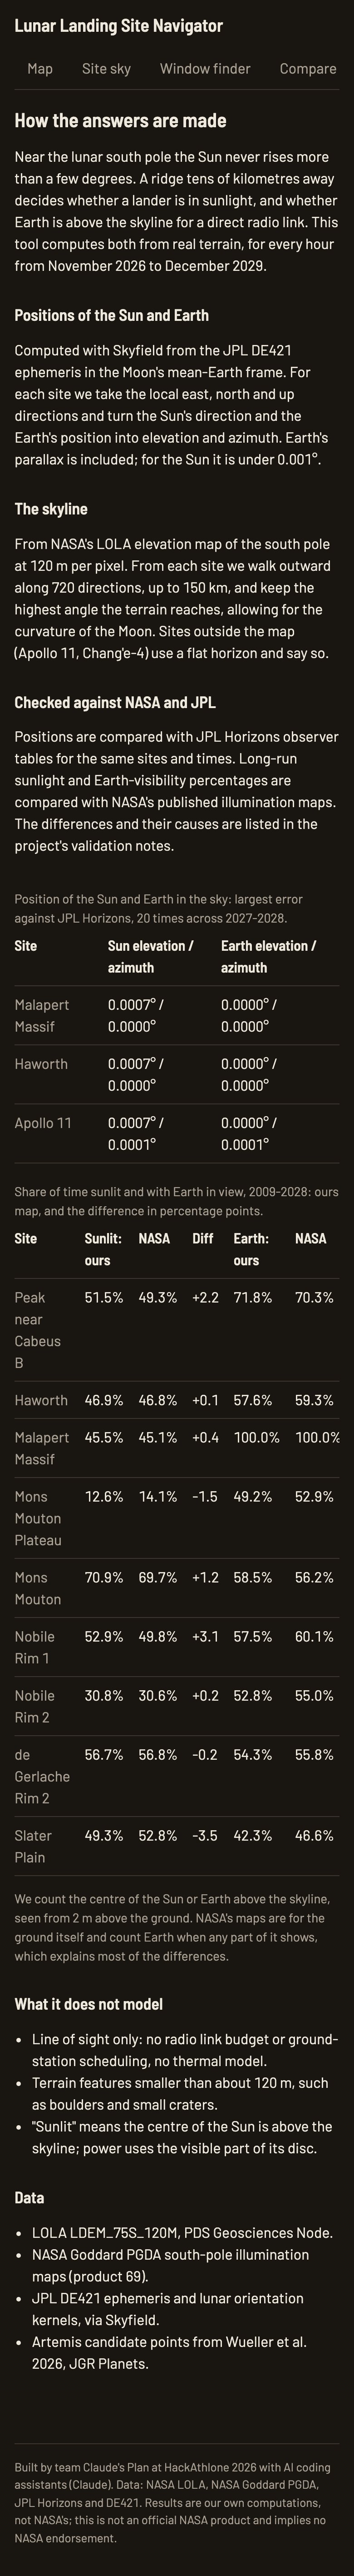 Lunar Landing Site Navigator
Map Site sky Window finder Compare
How the answers are made
Near the lunar south pole the Sun never rises more
than a few degrees. A ridge tens of kilometres away
decides whether a lander is in sunlight, and whether
Earth is above the skyline for a direct radio link. This
tool computes both from real terrain, for every hour
from November 2026 to December 2029.
Positions of the Sun and Earth
Computed with Skyfield from the JPL DE421
ephemeris in the Moon's mean-Earth frame. For
each site we take the local east, north and up
directions and turn the Sun's direction and the
Earth's position into elevation and azimuth. Earth's
parallax is included; for the Sun it is under 0.001°.
The skyline
From NASA's LOLA elevation map of the south pole
at 120 m per pixel. From each site we walk outward
along 720 directions, up to 150 km, and keep the
highest angle the terrain reaches, allowing for the
curvature of the Moon. Sites outside the map
(Apollo 11, Chang'e-4) use a flat horizon and say so.
Checked against NASA and JPL
Positions are compared with JPL Horizons observer
tables for the same sites and times. Long-run
sunlight and Earth-visibility percentages are
compared with NASA's published illumination maps.
The differences and their causes are listed in the
project's validation notes.
Position of the Sun and Earth in the sky: largest error
against JPL Horizons, 20 times across 2027-2028.
Site Sun elevation / Earth elevation /
azimuth azimuth
Malapert 0.0007° / 0.0000° /
Massif 0.0000° 0.0000°
Haworth 0.0007° / 0.0000° /
0.0000° 0.0000°
Apollo 11 0.0007° / 0.0000° /
0.0001° 0.0001°
Share of time sunlit and with Earth in view, 2009-2028: ours
map, and the difference in percentage points.
Site Sunlit: NASA Diff Earth: NASA
ours ours
Peak 51.5% 49.3% +2.2 71.8% 70.3%
near
Cabeus
B
Haworth 46.9% 46.8% +0.1 57.6% 59.3%
Malapert 45.5% 45.1% +0.4 100.0% 100.0%
Massif
Mons 12.6% 14.1% -1.5 49.2% 52.9%
Mouton
Plateau
Mons 70.9% 69.7% +1.2 58.5% 56.2%
Mouton
Nobile 52.9% 49.8% +3.1 57.5% 60.1%
Rim 1
Nobile 30.8% 30.6% +0.2 52.8% 55.0%
Rim 2
de 56.7% 56.8% -0.2 54.3% 55.8%
Gerlache
Rim 2
Slater 49.3% 52.8% -3.5 42.3% 46.6%
Plain
We count the centre of the Sun or Earth above the skyline,
seen from 2 m above the ground. NASA's maps are for the
ground itself and count Earth when any part of it shows,
which explains most of the differences.
What it does not model
• Line of sight only: no radio link budget or ground-
station scheduling, no thermal model.
• Terrain features smaller than about 120 m, such
as boulders and small craters.
• "Sunlit" means the centre of the Sun is above the
skyline; power uses the visible part of its disc.
Data
• LOLA LDEM_75S_120M, PDS Geosciences Node.
• NASA Goddard PGDA south-pole illumination
maps (product 69).
• JPL DE421 ephemeris and lunar orientation
kernels, via Skyfield.
• Artemis candidate points from Wueller et al.
2026, JGR Planets.
Built by team Claude's Plan at HackAthlone 2026 with AI coding
assistants (Claude). Data: NASA LOLA, NASA Goddard PGDA,
JPL Horizons and DE421. Results are our own computations,
not NASA's; this is not an official NASA product and implies no
NASA endorsement.